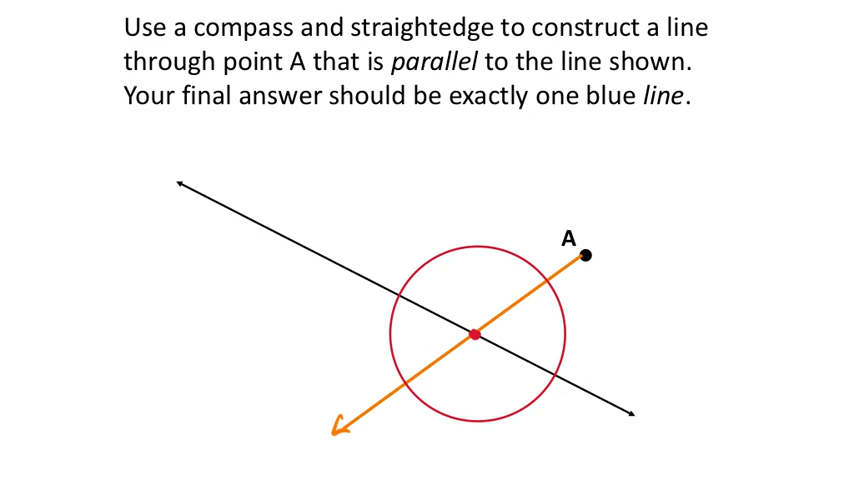 Use a compass and straightedge to construct a line
through point A that is parallel to the line shown.
Your final answer should be exactly one blue line.
A